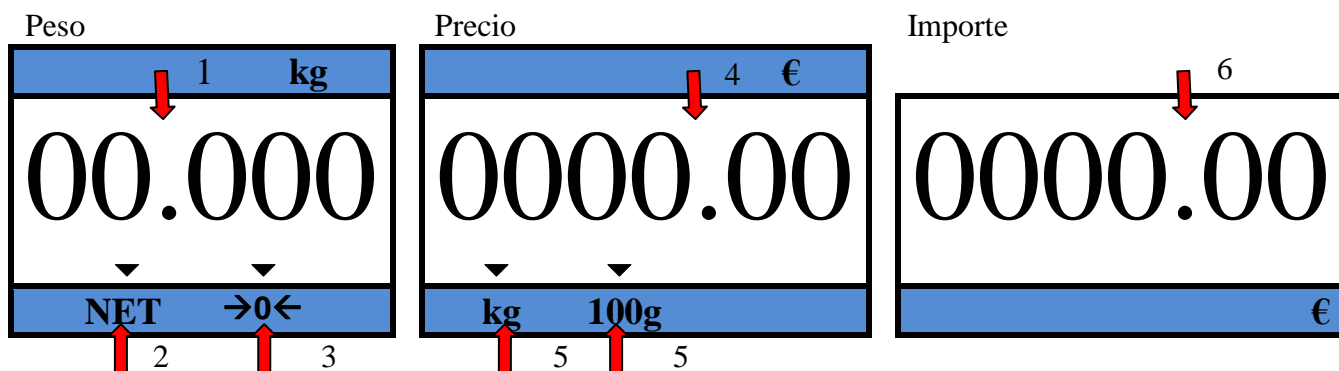 Peso
Precio
Importe
1 kg
4 €
6
00.000
0000.00
0000.00
NET →0←
kg 100g
€
2 3
5 5